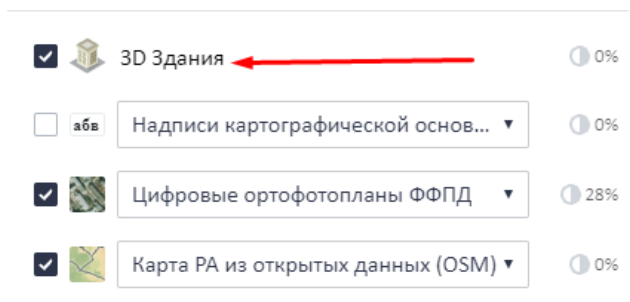 3D Здания 0%
абв Надписи картографической основ... 0%
Цифровые ортофотопланы ФФПД 28%
Карта РА из открытых данных (OSM) 0%